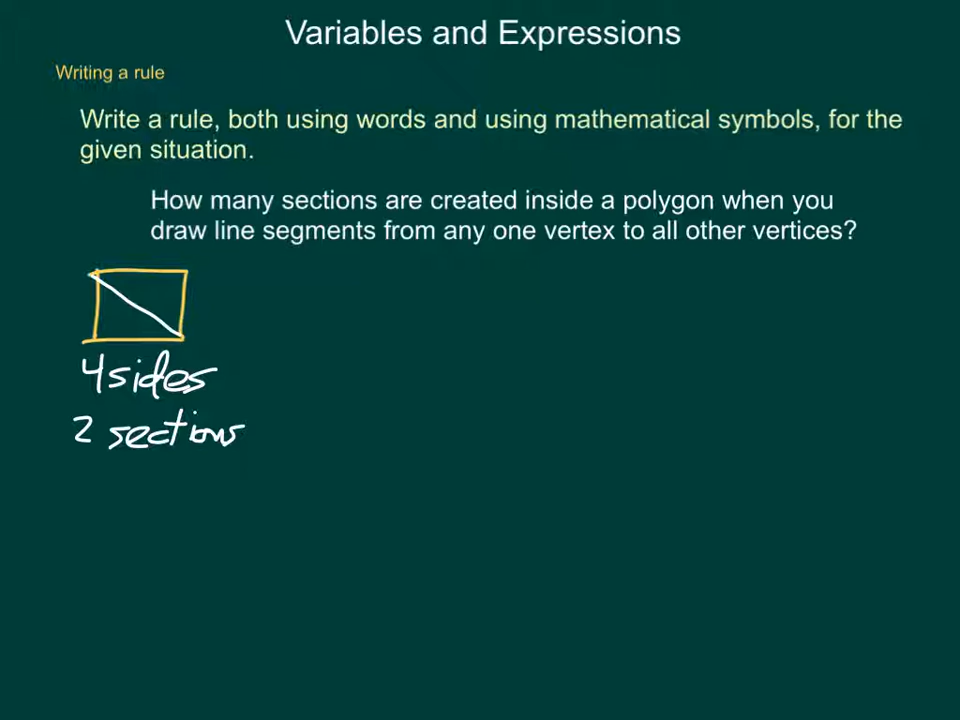 Variables and Expressions
Writing a rule
Write a rule, both using words and using mathematical symbols, for the
given situation.
How many sections are created inside a polygon when you
draw line segments from any one vertex to all other vertices?
4 sides
2 sections